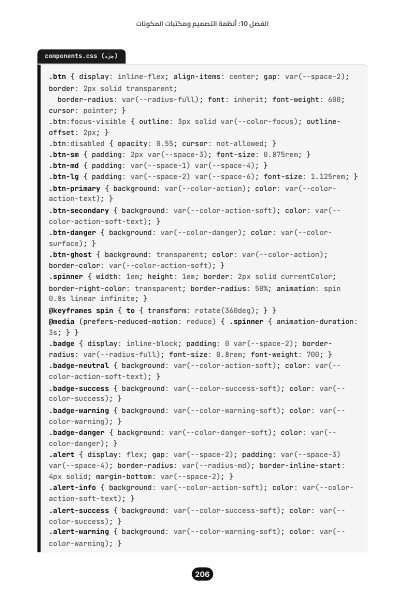 الفصل 10: أنظمة التصميم ومكتبات المكونات
components.css (جزء)
.btn { display: inline-flex; align-items: center; gap: var(--space-2);
border: 2px solid transparent;
border-radius: var(--radius-full); font: inherit; font-weight: 600;
cursor: pointer; }
.btn:focus-visible { outline: 3px solid var(--color-focus); outline-
offset: 2px; }
.btn:disabled { opacity: 0.55; cursor: not-allowed; }
.btn-sm { padding: 2px var(--space-3); font-size: 0.875rem; }
.btn-md { padding: var(--space-1) var(--space-4); }
.btn-lg { padding: var(--space-2) var(--space-6); font-size: 1.125rem; }
.btn-primary { background: var(--color-action); color: var(--color-
action-text); }
.btn-secondary { background: var(--color-action-soft); color: var(--
color-action-soft-text); }
.btn-danger { background: var(--color-danger); color: var(--color-
surface); }
.btn-ghost { background: transparent; color: var(--color-action);
border-color: var(--color-action-soft); }
.spinner { width: 1em; height: 1em; border: 2px solid currentColor;
border-right-color: transparent; border-radius: 50%; animation: spin
0.8s linear infinite; }
@keyframes spin { to { transform: rotate(360deg); } }
@media (prefers-reduced-motion: reduce) { .spinner { animation-duration:
3s; } }
.badge { display: inline-block; padding: 0 var(--space-2); border-
radius: var(--radius-full); font-size: 0.8rem; font-weight: 700; }
.badge-neutral { background: var(--color-action-soft); color: var(--
color-action-soft-text); }
.badge-success { background: var(--color-success-soft); color: var(--
color-success); }
.badge-warning { background: var(--color-warning-soft); color: var(--
color-warning); }
.badge-danger { background: var(--color-danger-soft); color: var(--
color-danger); }
.alert { display: flex; gap: var(--space-2); padding: var(--space-3)
var(--space-4); border-radius: var(--radius-md); border-inline-start:
4px solid; margin-bottom: var(--space-2); }
.alert-info { background: var(--color-action-soft); color: var(--color-
action-soft-text); }
.alert-success { background: var(--color-success-soft); color: var(--
color-success); }
.alert-warning { background: var(--color-warning-soft); color: var(--
color-warning); }
206